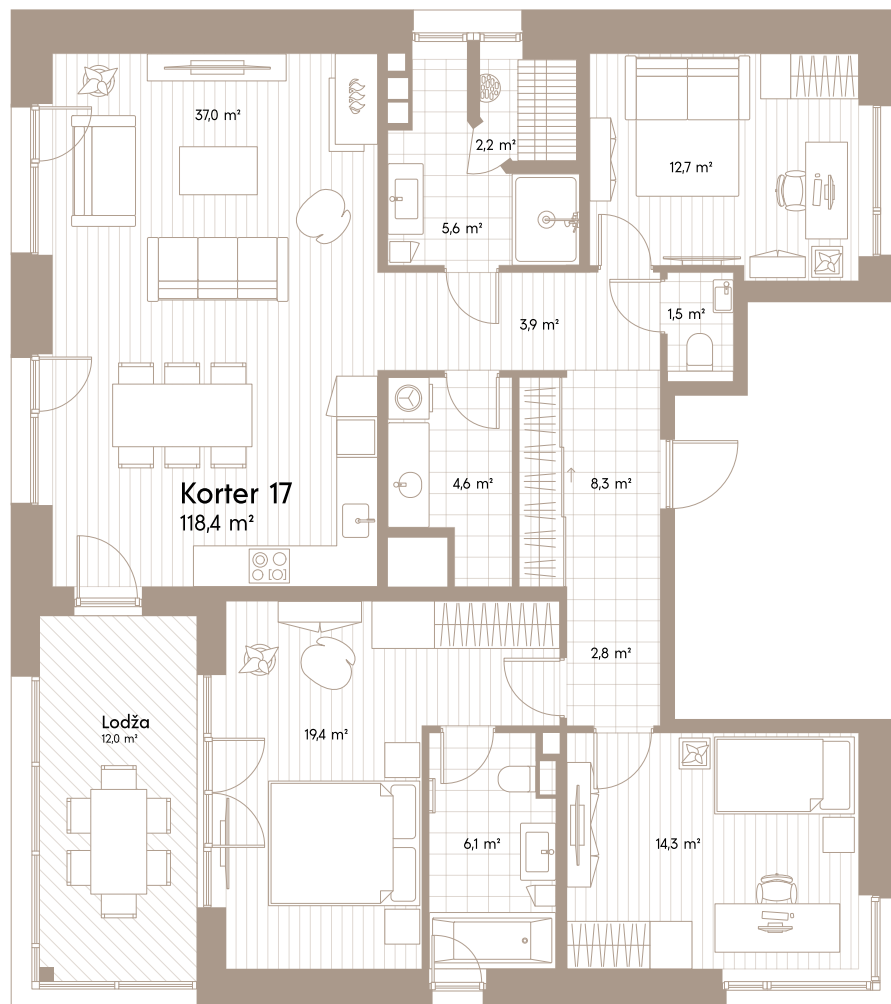 37,0 m²
2,2 m²
12,7 m²
5,6 m²
1,5 m²
3,9 m²
4,6 m²
8,3 m²
Korter 17
118,4 m²
2,8 m²
Lodža
12,0 m²
19,4 m²
6,1 m²
14,3 m²